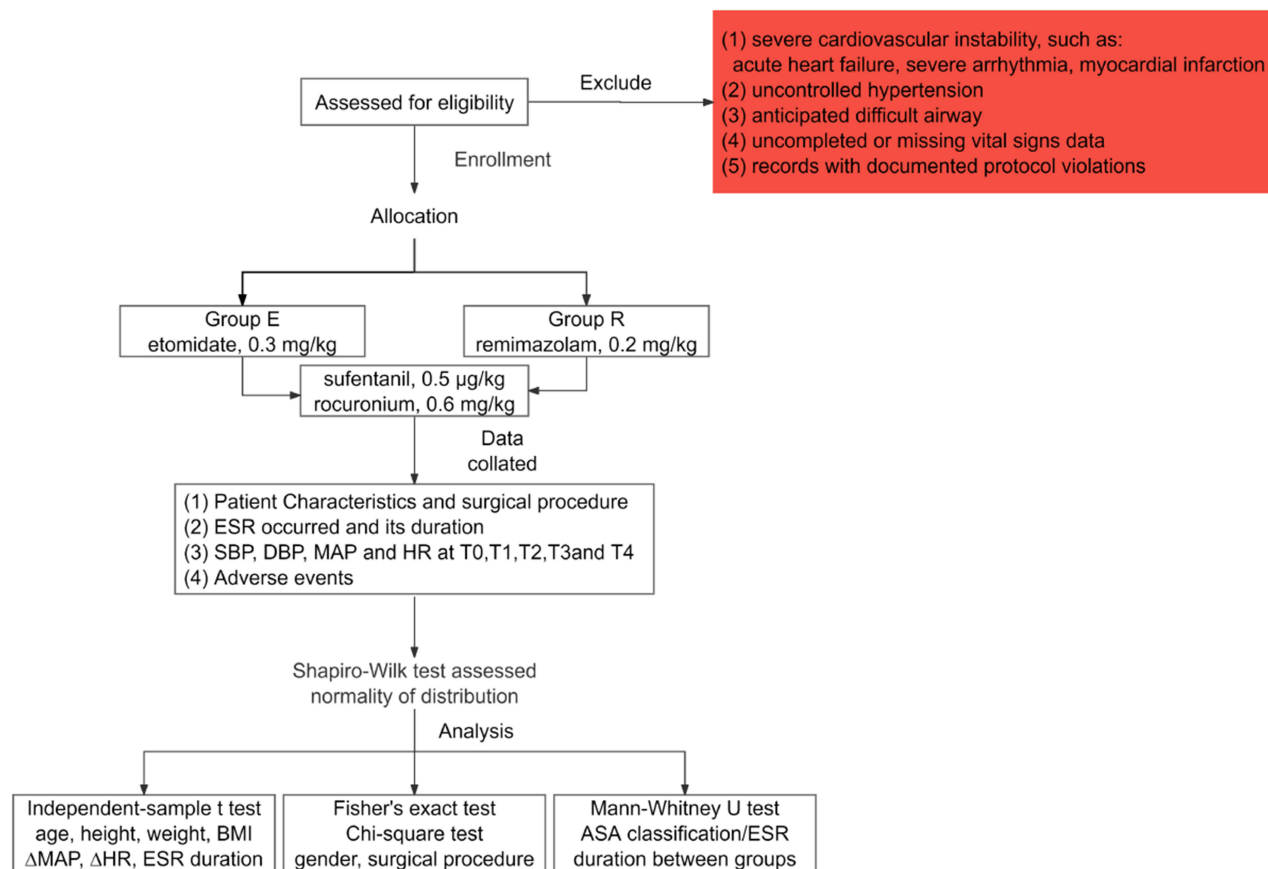 (1) severe cardiovascular instability, such as:
acute heart failure, severe arrhythmia, myocardial infarction
(2) uncontrolled hypertension
(3) anticipated difficult airway
(4) uncompleted or missing vital signs data
(5) records with documented protocol violations
Exclude
Assessed for eligibility
Enrollment
Allocation
Group E
etomidate, 0.3 mg/kg
Group R
remimazolam, 0.2 mg/kg
sufentanil, 0.5 µg/kg
rocuronium, 0.6 mg/kg
Data
collated
(1) Patient Characteristics and surgical procedure
(2) ESR occurred and its duration
(3) SBP, DBP, MAP and HR at T0,T1,T2,T3and T4
(4) Adverse events
Shapiro-Wilk test assessed
normality of distribution
Analysis
Independent-sample t test
age, height, weight, BMI
ΔMAP, ΔHR, ESR duration
Fisher's exact test
Chi-square test
gender, surgical procedure
Mann-Whitney U test
ASA classification/ESR
duration between groups